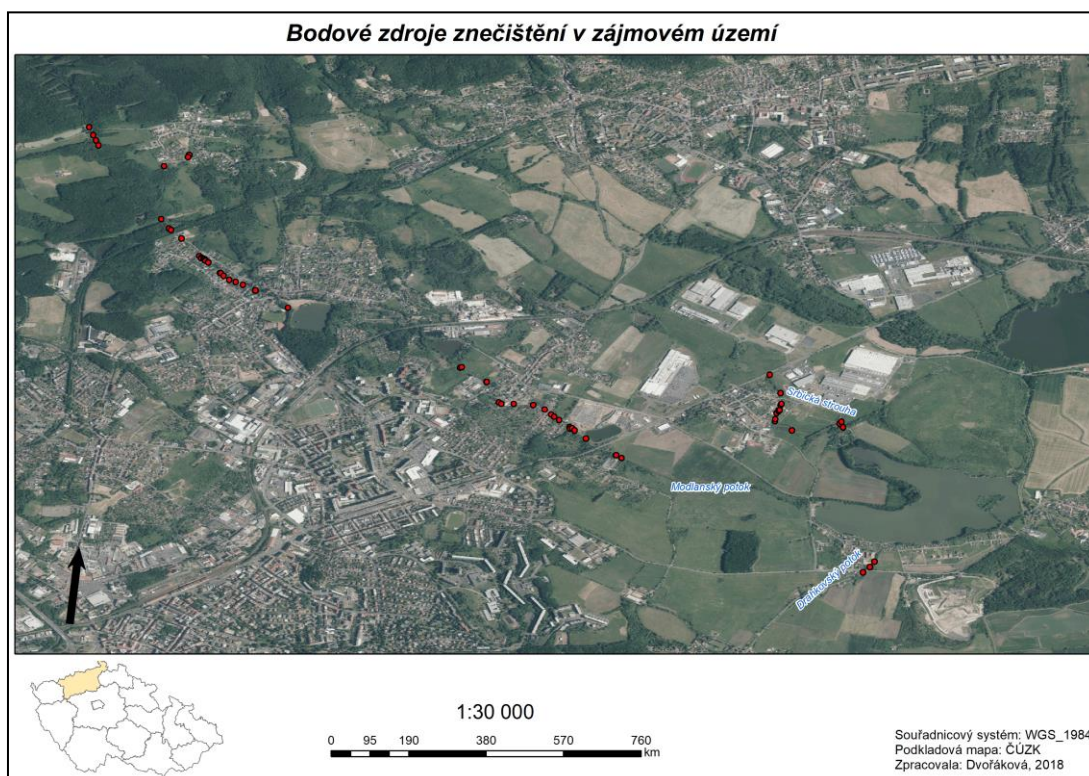 Bodové zdroje znečištění v zájmovém území
Srbická strouha
Modlanský potok
Drahkovský potok
1:30 000
0 95 190 380 570 760
km
Souřadnicový systém: WGS_1984
Podkladová mapa: ČÚZK
Zpracovala: Dvořáková, 2018